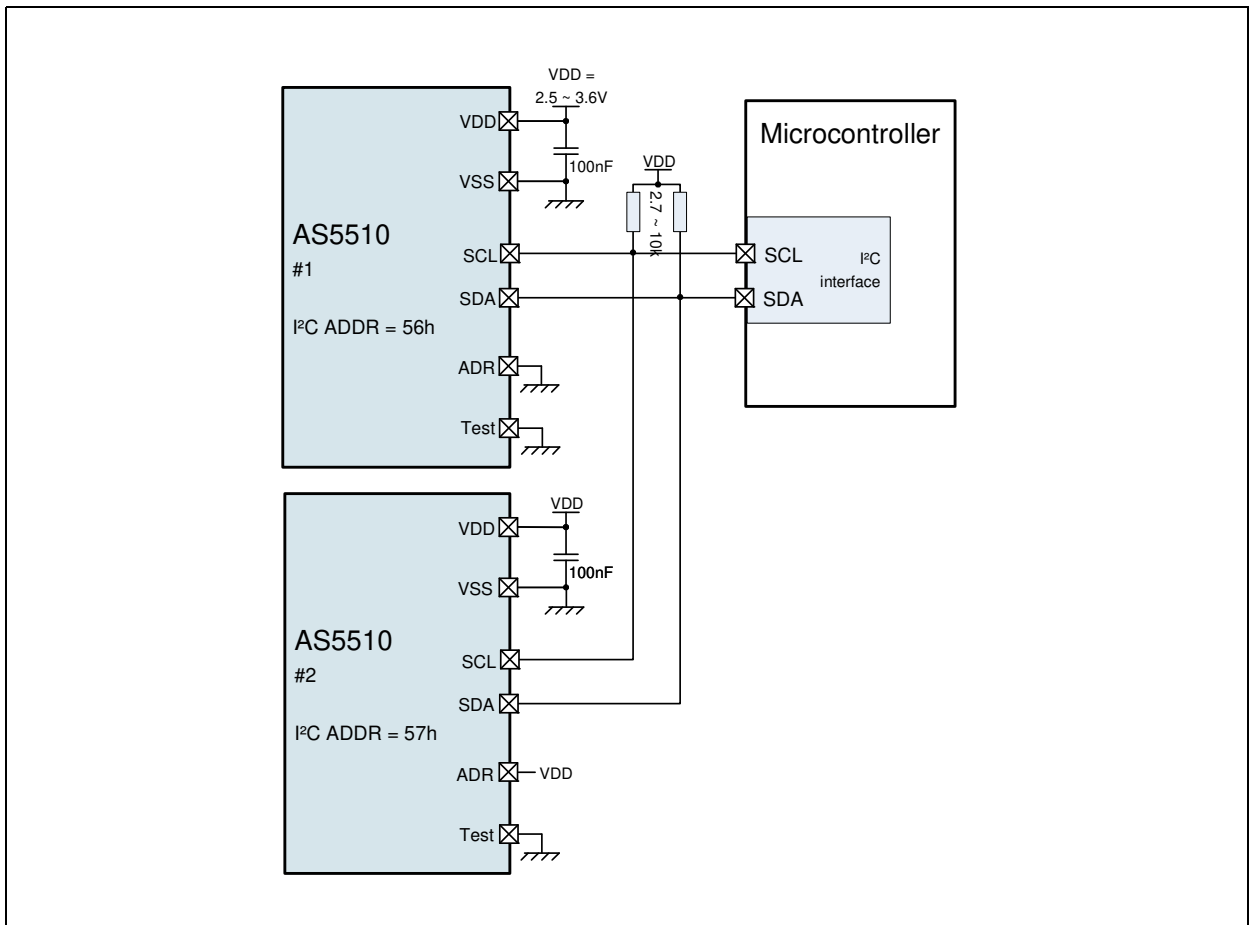 VDD =
2.5 ~ 3.6V
VDD
100nF
VSS
AS5510
#1
SCL
SDA
I²C ADDR = 56h
ADR
Test
VDD
2.7 ~ 10k
Microcontroller
SCL
I²C
interface
SDA
VDD
VDD
100nF
VSS
AS5510
#2
SCL
SDA
I²C ADDR = 57h
ADR
VDD
Test